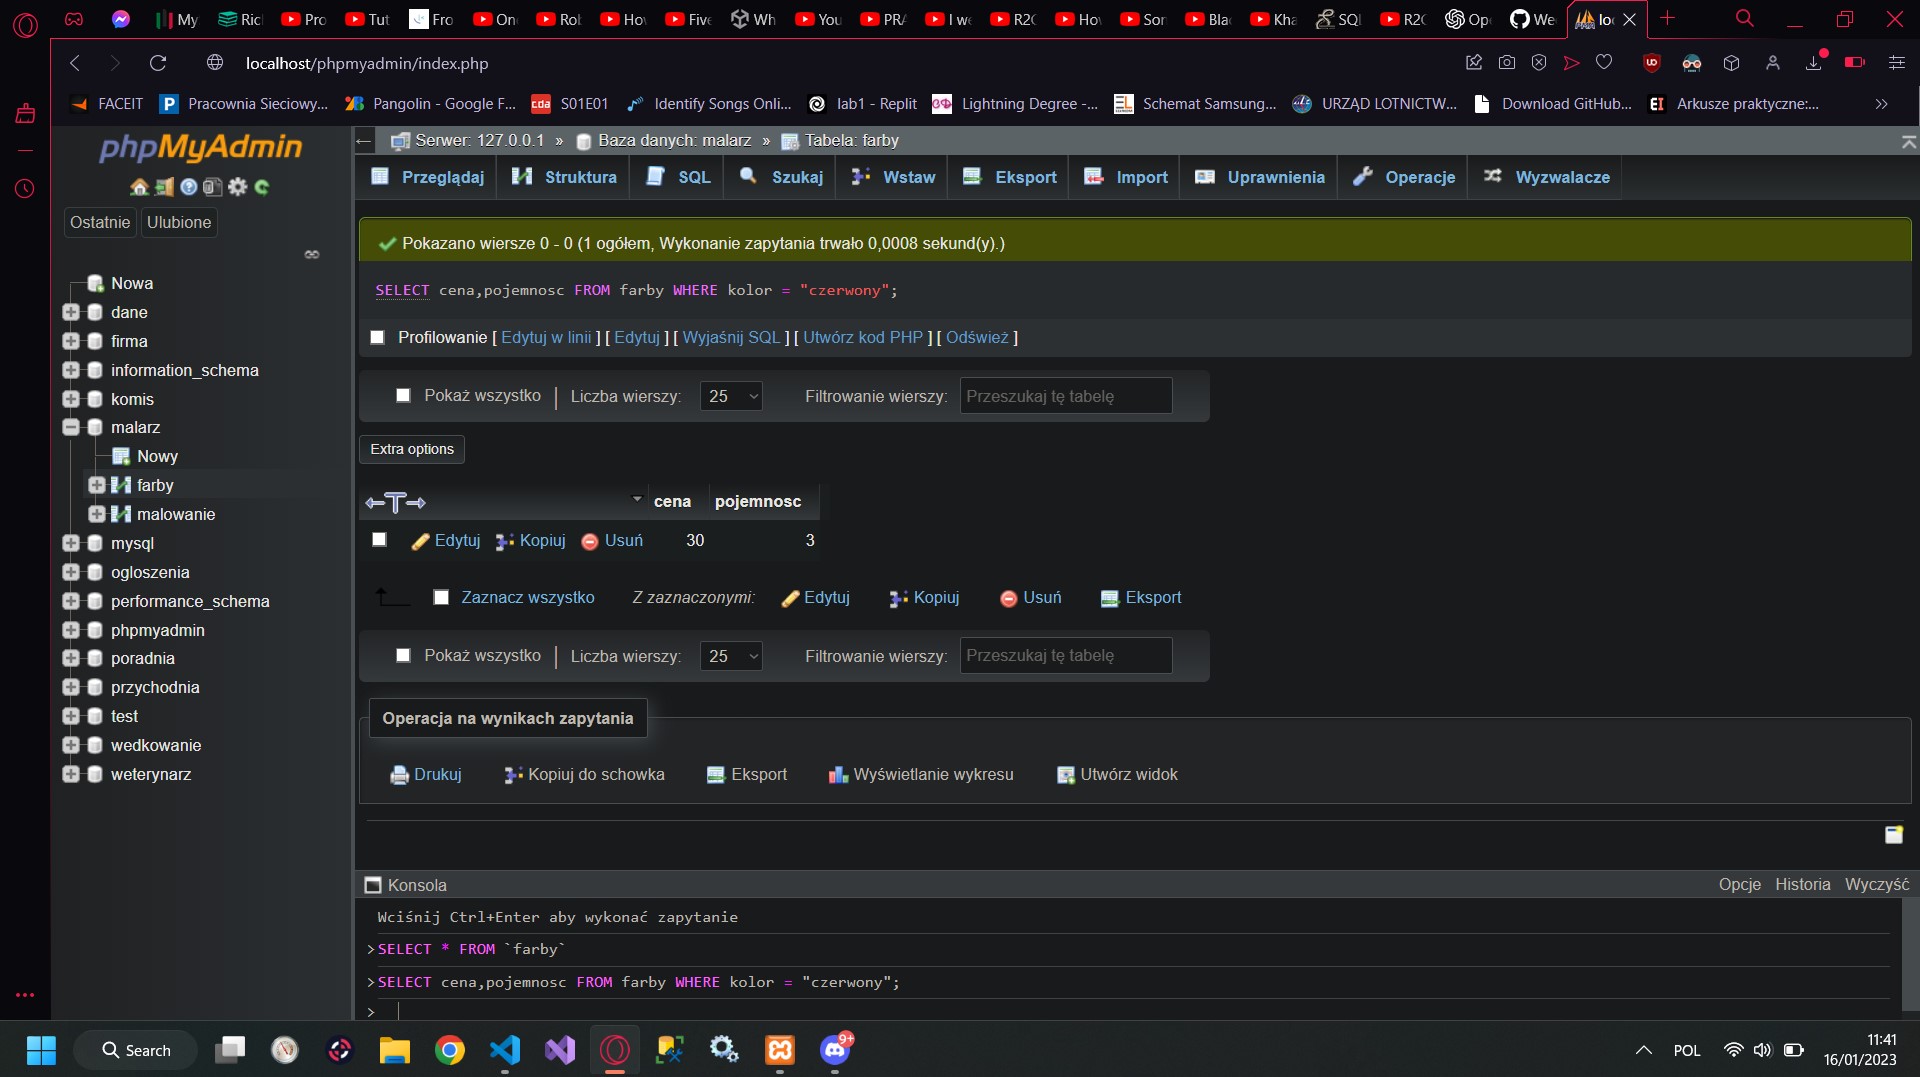 My
Ric
Pro
Tut
Fro
On
Rob
Hov
Five
Wh
You
PRA
I we
R2
Ho
Sor
Bla
Kha
SQL
R2
Ope
We
lo
localhost/phpmyadmin/index.php
FACEIT
Pracownia Sieciowy...
Pangolin - Google F...
S01E01
Identify Songs Onli...
lab1 - Replit
Lightning Degree -...
Schemat Samsung...
URZĄD LOTNICTW...
Download GitHub...
Arkusze praktyczne:...
phpMyAdmin
Ostatnie Ulubione
Nowa
dane
firma
information_schema
komis
malarz
Nowy
farby
malowanie
mysql
ogloszenia
performance_schema
phpmyadmin
poradnia
przychodnia
test
wedkowanie
weterynarz
Serwer: 127.0.0.1 » Baza danych: malarz » Tabela: farby
Przeglądaj Struktura SQL Szukaj Wstaw Eksport Import Uprawnienia Operacje Wyzwalacze
Pokazano wiersze 0 - 0 (1 ogółem, Wykonanie zapytania trwało 0,0008 sekund(y).)
SELECT cena,pojemnosc FROM farby WHERE kolor = "czerwony";
Profilowanie [ Edytuj w linii ] [ Edytuj ] [ Wyjaśnij SQL ] [ Utwórz kod PHP ] [ Odśwież ]
Pokaż wszystko | Liczba wierszy: 25 Filtrowanie wierszy: Przeszukaj tę tabelę
Extra options
←T→ cena pojemnosc
Edytuj Kopiuj Usuń 30 3
Zaznacz wszystko Z zaznaczonymi: Edytuj Kopiuj Usuń Eksport
Pokaż wszystko | Liczba wierszy: 25 Filtrowanie wierszy: Przeszukaj tę tabelę
Operacja na wynikach zapytania
Drukuj Kopiuj do schowka Eksport Wyświetlanie wykresu Utwórz widok
Konsola Opcje Historia Wyczyść
Wciśnij Ctrl+Enter aby wykonać zapytanie
>SELECT * FROM `farby`
>SELECT cena,pojemnosc FROM farby WHERE kolor = "czerwony";
>
Search
9+
POL
11:41
16/01/2023